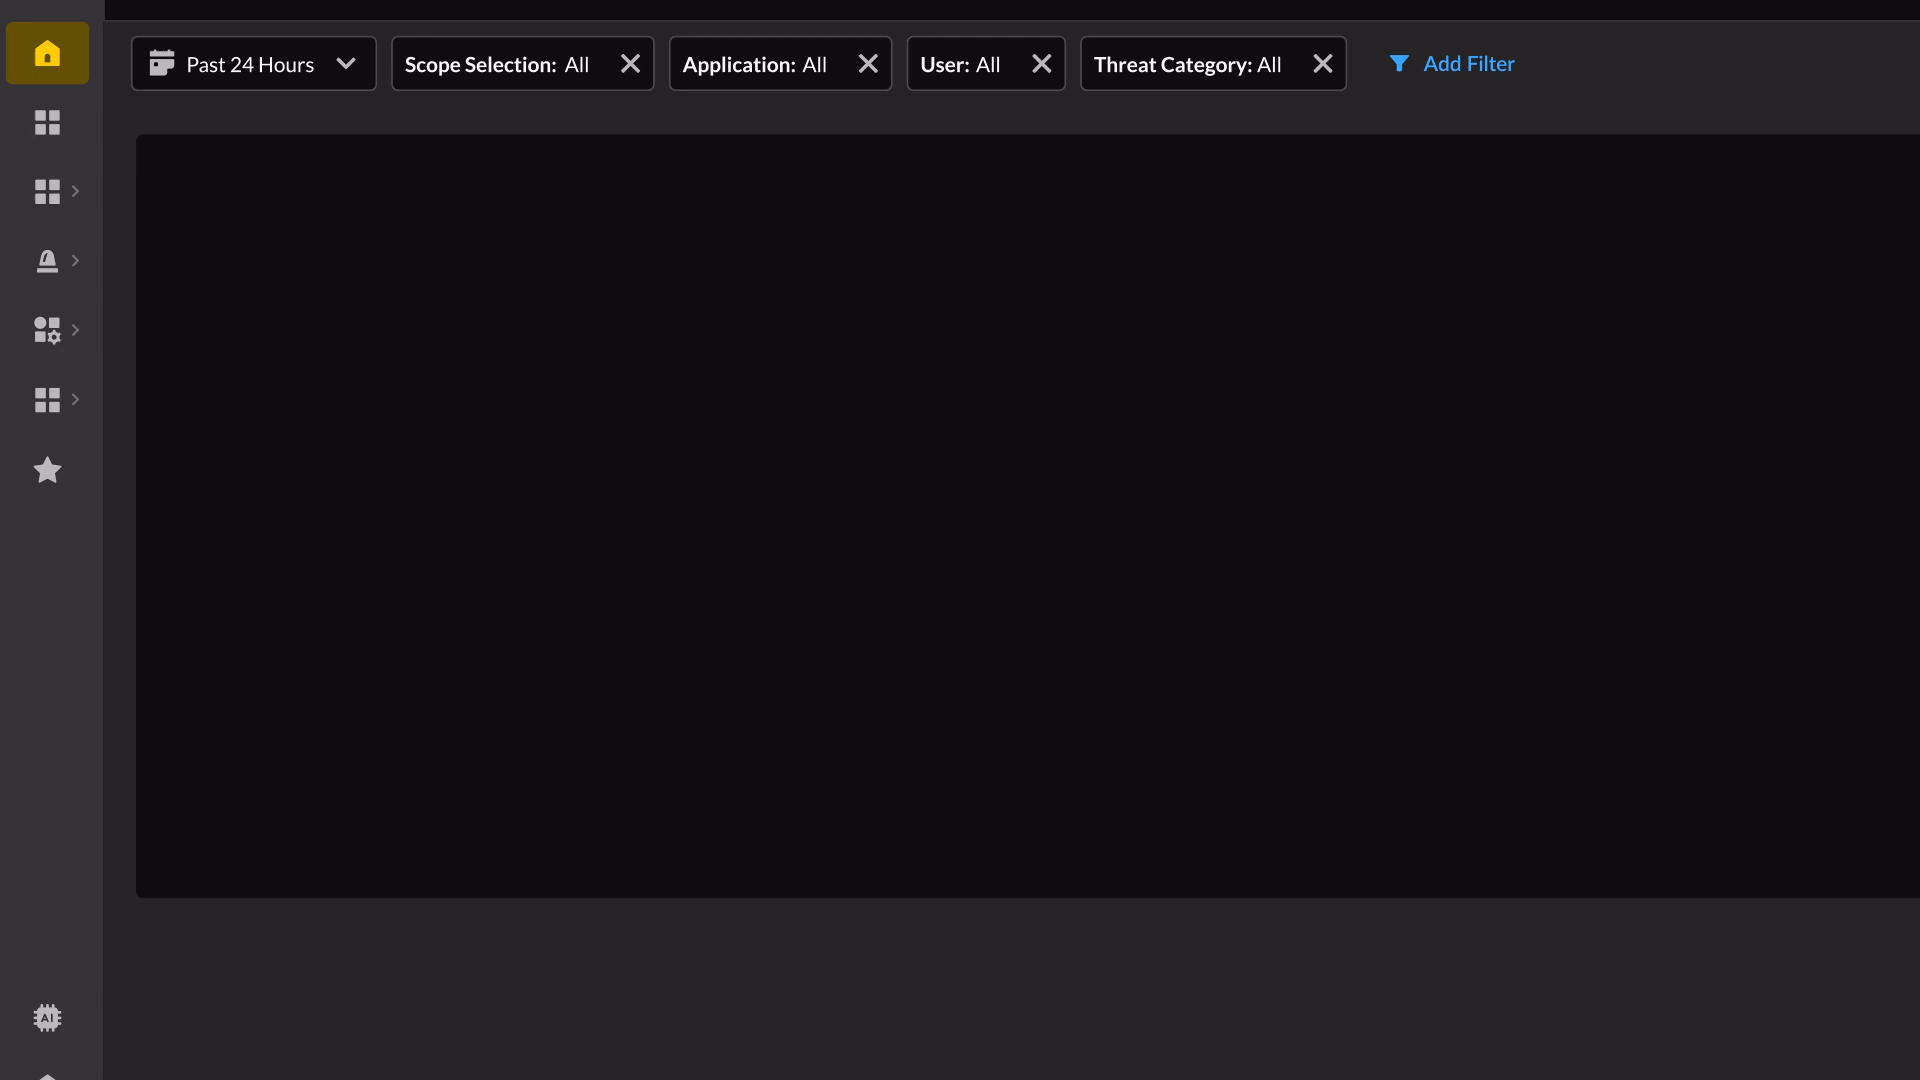 Past 24 Hours
Scope Selection: All
Application: All
User: All
Threat Category: All
Add Filter
AI